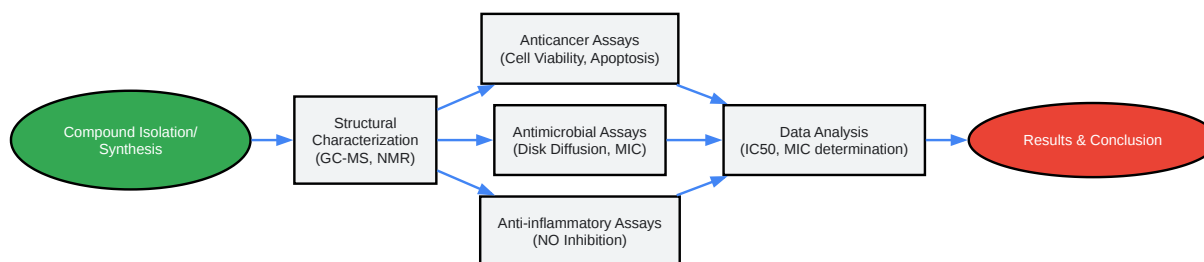 Compound Isolation/
Synthesis
Structural
Characterization
(GC-MS, NMR)
Anticancer Assays
(Cell Viability, Apoptosis)
Antimicrobial Assays
(Disk Diffusion, MIC)
Anti-inflammatory Assays
(NO Inhibition)
Data Analysis
(IC50, MIC determination)
Results & Conclusion